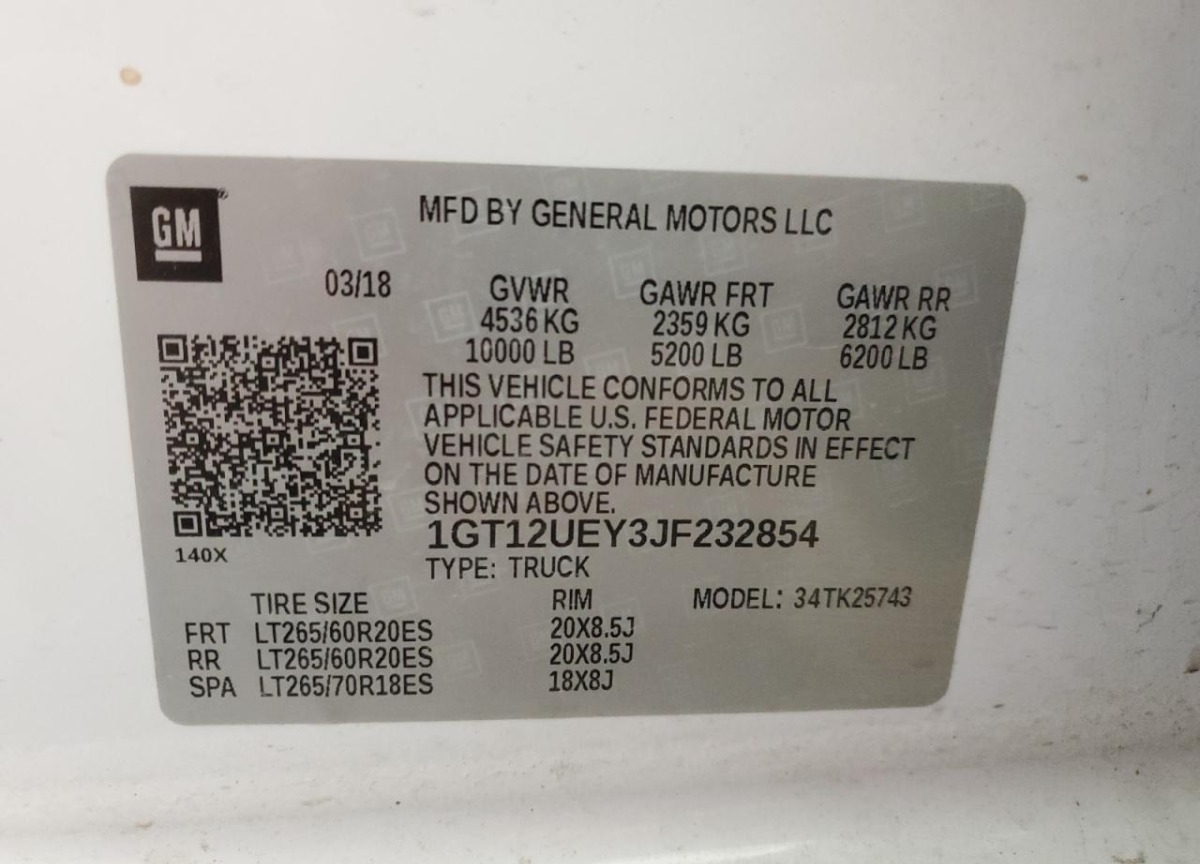 GM
MFD BY GENERAL MOTORS LLC
03/18 GVWR GAWR FRT GAWR RR
4536 KG 2359 KG 2812 KG
10000 LB 5200 LB 6200 LB
THIS VEHICLE CONFORMS TO ALL
APPLICABLE U.S. FEDERAL MOTOR
VEHICLE SAFETY STANDARDS IN EFFECT
ON THE DATE OF MANUFACTURE
SHOWN ABOVE.
1GT12UEY3JF232854
140X
TYPE: TRUCK
TIRE SIZE RIM MODEL: 34TK25743
FRT LT265/60R20ES 20X8.5J
RR LT265/60R20ES 20X8.5J
SPA LT265/70R18ES 18X8J